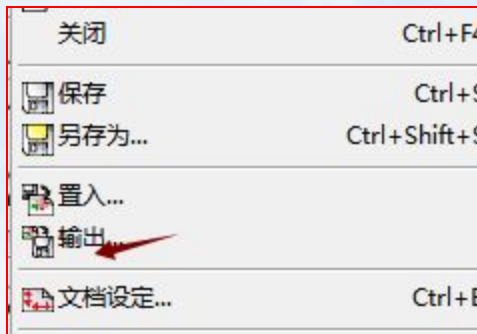 关闭 Ctrl+F4
保存 Ctrl+S
另存为... Ctrl+Shift+S
置入...
输出...
文档设定... Ctrl+E